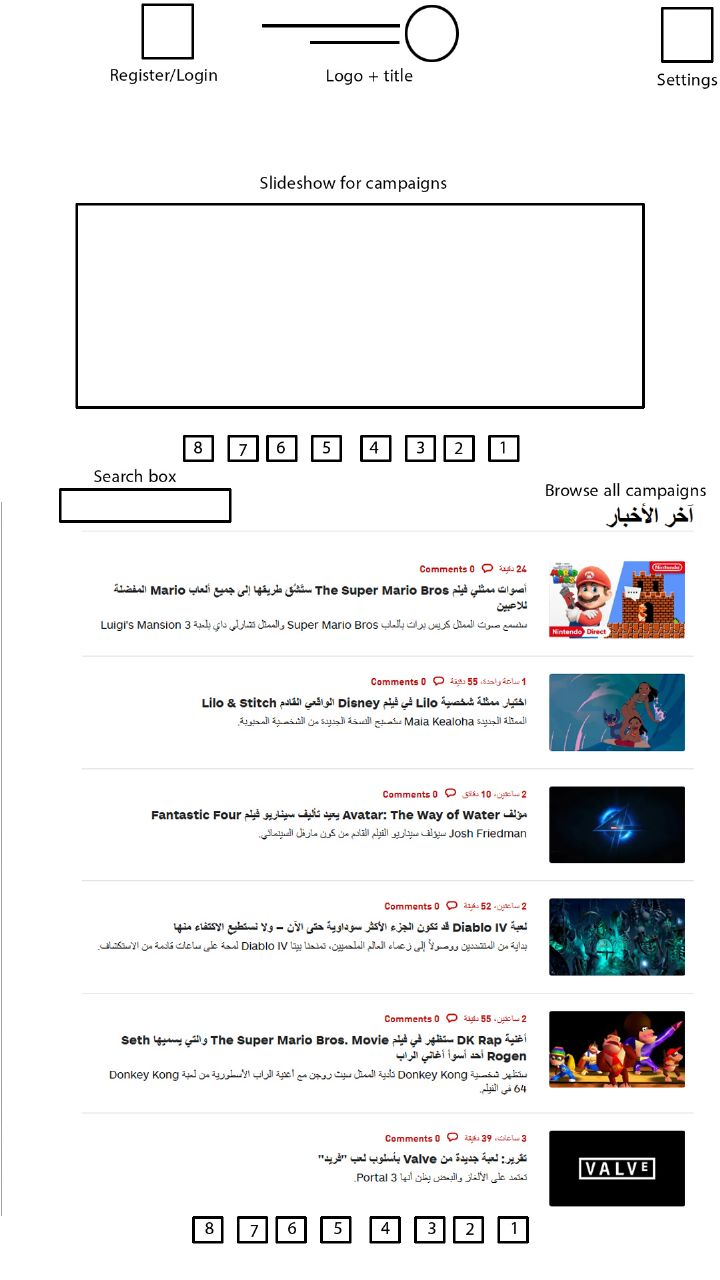 Register/Login
Logo + title
Settings
Slideshow for campaigns
8 7 6 5 4 3 2 1
Search box
Browse all campaigns
آخر الأخبار
24 دقيقة Comments 0
أصوات ممثلي فيلم The Super Mario Bros ستَشُق طريقها إلى جميع ألعاب Mario المفضلة
للاعبين
سنسمع صوت الممثل كريس برات بألعاب Super Mario Bros والممثل تشارلي داي بلعبة Luigi's Mansion 3
Nintendo
Nintendo Direct
1 ساعة واحدة، 55 دقيقة Comments 0
اختيار ممثلة شخصية Lilo في فيلم Disney الواقعي القادم Lilo & Stitch
الممثلة الجديدة Maia Kealoha ستصبح النسخة الجديدة من الشخصية المحبوبة.
2 ساعتين، 10 دقائق Comments 0
مؤلف Avatar: The Way of Water يعيد تأليف سيناريو فيلم Fantastic Four
Josh Friedman سيؤلف سيناريو الفيلم القادم من كون مارفل السينمائي.
2 ساعتين، 52 دقيقة Comments 0
لعبة Diablo IV قد تكون الجزء الأكثر سوداوية حتى الآن – ولا نستطيع الاكتفاء منها
بداية من المتشددين ووصولاً إلى زعماء العالم الملحميين، تمنحنا بيتا Diablo IV لمحة على ساعات قادمة من الاستكشاف.
2 ساعتين، 55 دقيقة Comments 0
أغنية DK Rap ستظهر في فيلم The Super Mario Bros. Movie والتي يسميها Seth
Rogen أحد أسوأ أغاني الراب
ستظهر شخصية Donkey Kong تأدية الممثل سيث روجن مع أغنية الراب الأسطورية من لعبة Donkey Kong
64 في الفيلم.
3 ساعات، 39 دقيقة Comments 0
تقرير: لعبة جديدة من Valve بأسلوب لعب "فريد"
تعتمد على الألغاز والبعض يظن أنها Portal 3.
VALVE
8 7 6 5 4 3 2 1